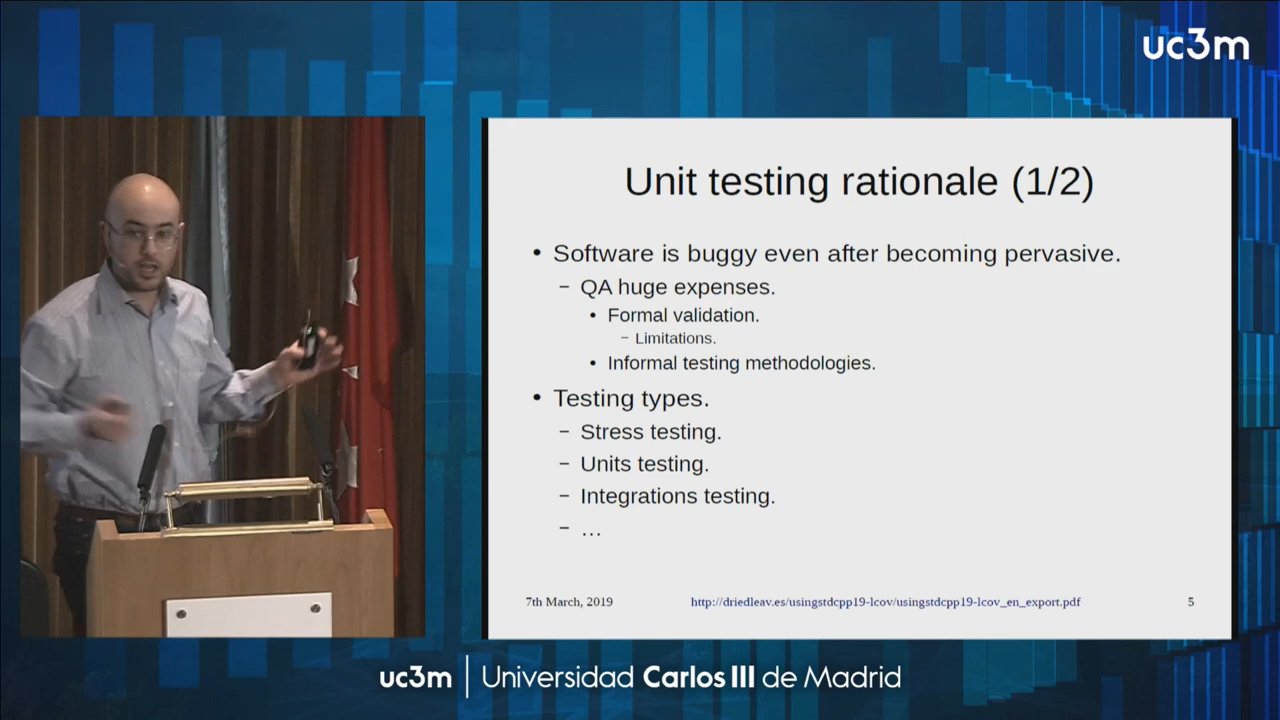 uc3m
Unit testing rationale (1/2)
• Software is buggy even after becoming pervasive.
– QA huge expenses.
• Formal validation.
– Limitations.
• Informal testing methodologies.
• Testing types.
– Stress testing.
– Units testing.
– Integrations testing.
– …
7th March, 2019 http://driedleav.es/usingstdcpp19-lcov/usingstdcpp19-lcov_en_export.pdf 5
uc3m | Universidad Carlos III de Madrid